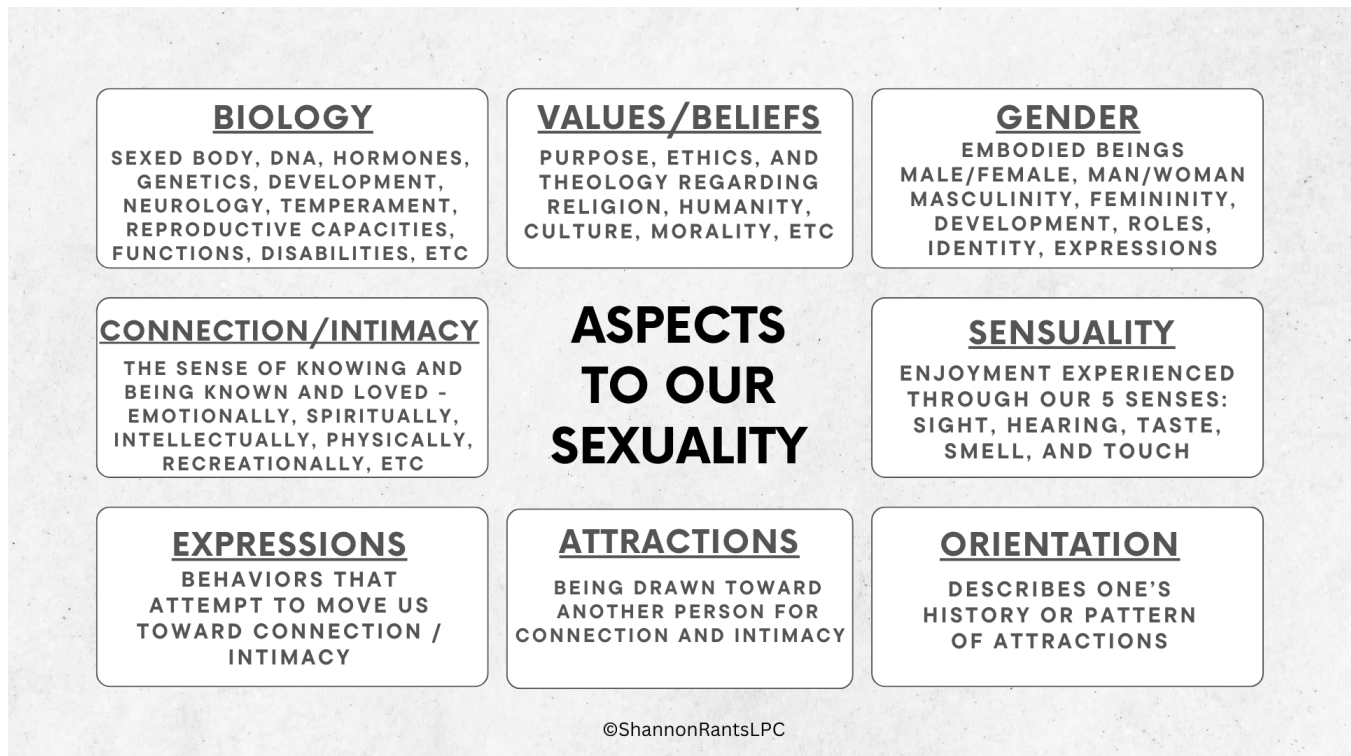 BIOLOGY
SEXED BODY, DNA, HORMONES,
GENETICS, DEVELOPMENT,
NEUROLOGY, TEMPERAMENT,
REPRODUCTIVE CAPACITIES,
FUNCTIONS, DISABILITIES, ETC
VALUES/BELIEFS
PURPOSE, ETHICS, AND
THEOLOGY REGARDING
RELIGION, HUMANITY,
CULTURE, MORALITY, ETC
GENDER
EMBODIED BEINGS
MALE/FEMALE, MAN/WOMAN
MASCULINITY, FEMININITY,
DEVELOPMENT, ROLES,
IDENTITY, EXPRESSIONS
CONNECTION/INTIMACY
THE SENSE OF KNOWING AND
BEING KNOWN AND LOVED -
EMOTIONALLY, SPIRITUALLY,
INTELLECTUALLY, PHYSICALLY,
RECREATIONALLY, ETC
ASPECTS
TO OUR
SEXUALITY
SENSUALITY
ENJOYMENT EXPERIENCED
THROUGH OUR 5 SENSES:
SIGHT, HEARING, TASTE,
SMELL, AND TOUCH
EXPRESSIONS
BEHAVIORS THAT
ATTEMPT TO MOVE US
TOWARD CONNECTION /
INTIMACY
ATTRACTIONS
BEING DRAWN TOWARD
ANOTHER PERSON FOR
CONNECTION AND INTIMACY
ORIENTATION
DESCRIBES ONE'S
HISTORY OR PATTERN
OF ATTRACTIONS
©ShannonRantsLPC